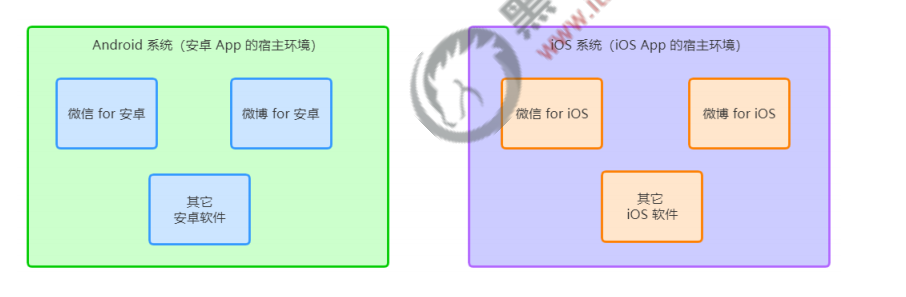 Android 系统（安卓 App 的宿主环境）
微信 for 安卓
微博 for 安卓
其它
安卓软件
iOS 系统（iOS App 的宿主环境）
微信 for iOS
微博 for iOS
其它
iOS 软件
黑
www.it